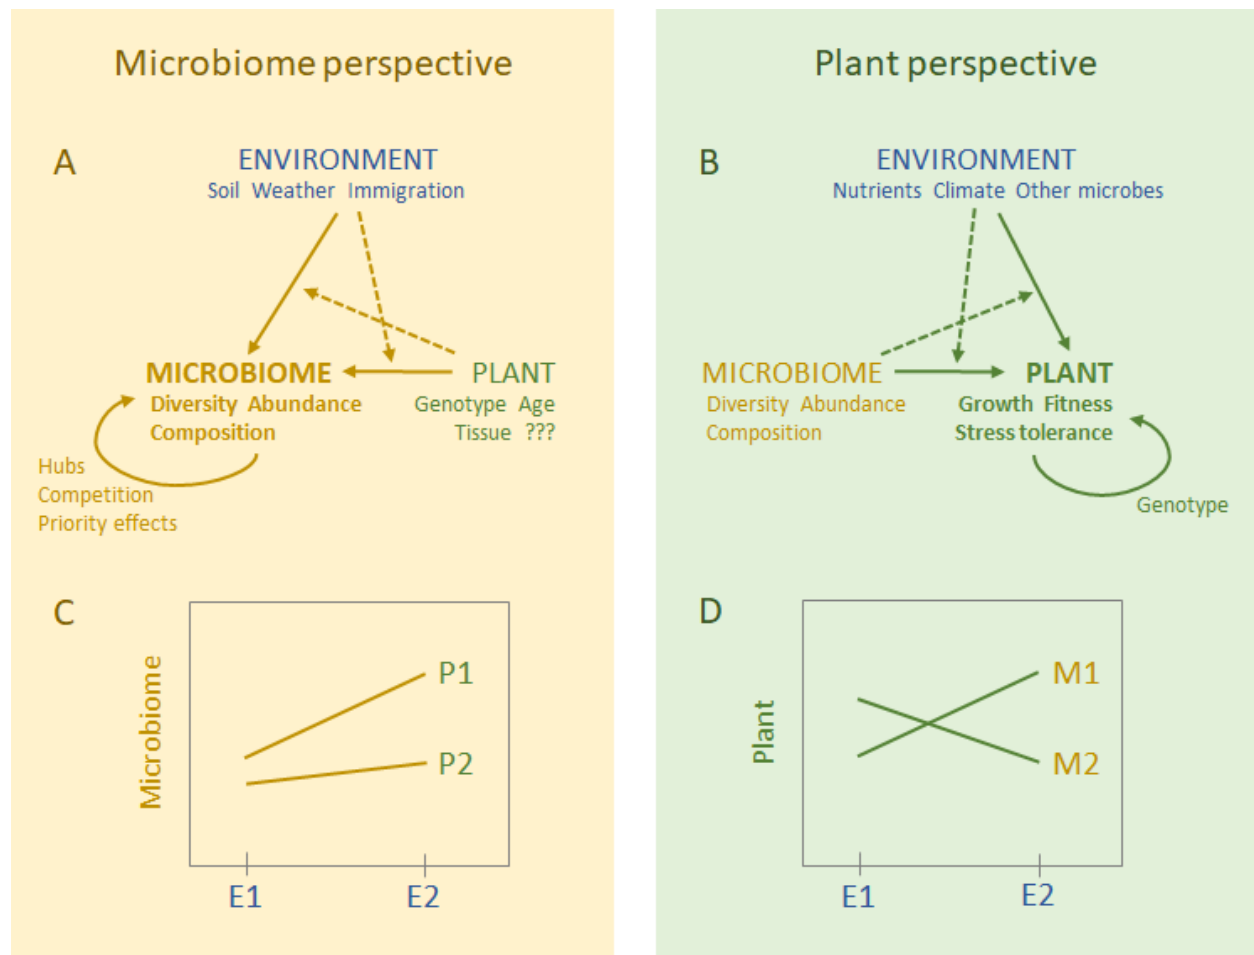 Microbiome perspective
A
ENVIRONMENT
Soil Weather Immigration
MICROBIOME
Diversity Abundance
Composition
PLANT
Genotype Age
Tissue ???
Hubs
Competition
Priority effects
C
Microbiome
P1
P2
E1
E2
Plant perspective
B
ENVIRONMENT
Nutrients Climate Other microbes
MICROBIOME
Diversity Abundance
Composition
PLANT
Growth Fitness
Stress tolerance
Genotype
D
Plant
M1
M2
E1
E2